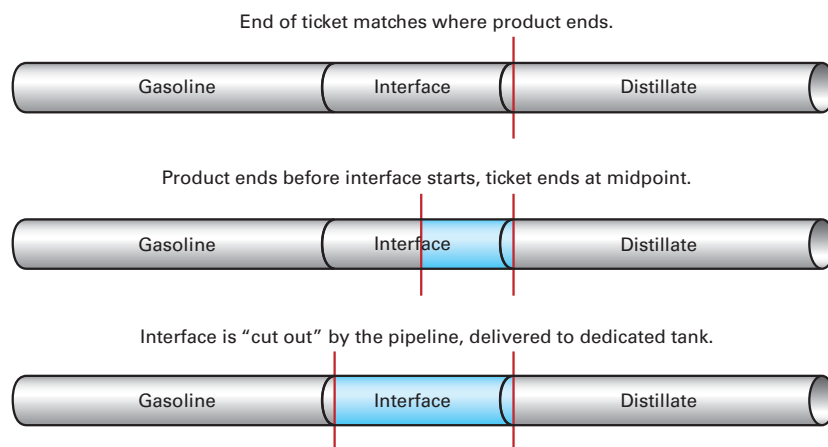 End of ticket matches where product ends.
Gasoline Interface Distillate
Product ends before interface starts, ticket ends at midpoint.
Gasoline Interface Distillate
Interface is “cut out” by the pipeline, delivered to dedicated tank.
Gasoline Interface Distillate